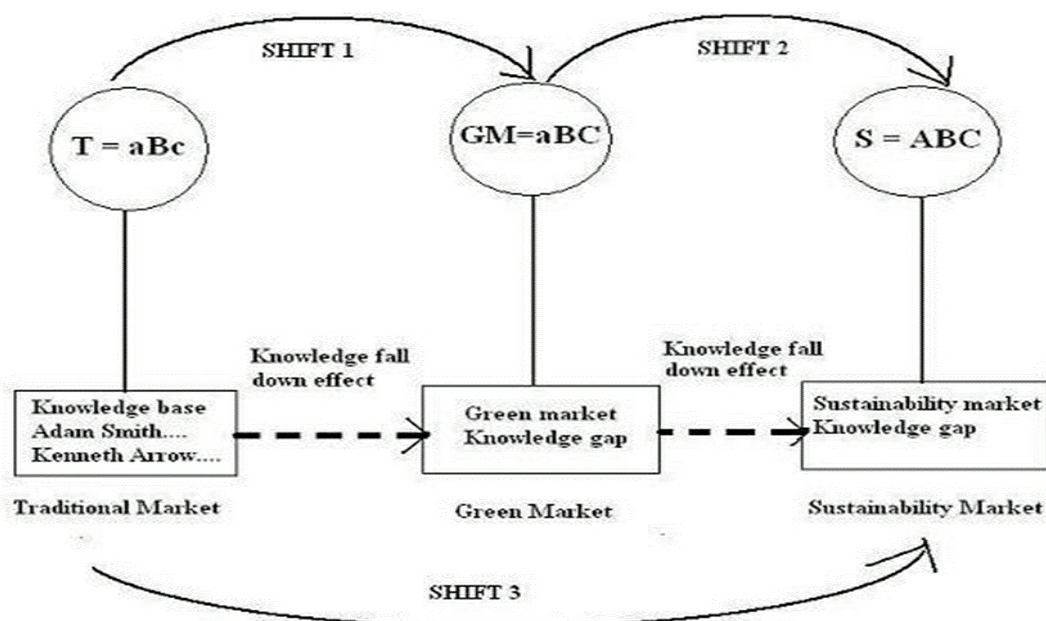 SHIFT 1
SHIFT 2
T = aBc
GM=aBC
S = ABC
Knowledge fall
down effect
Knowledge fall
down effect
Knowledge base
Adam Smith....
Kenneth Arrow....
Green market
Knowledge gap
Sustainability market
Knowledge gap
Traditional Market
Green Market
Sustainability Market
SHIFT 3